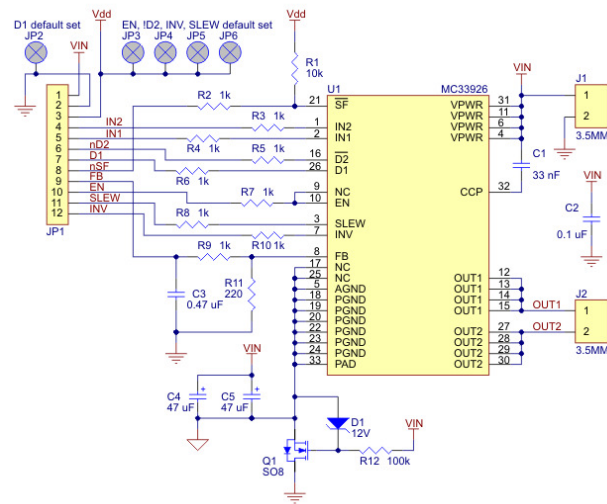 D1 default set
JP2
VIN
Vdd
EN, !D2, INV, SLEW default set
JP3 JP4 JP5 JP6
Vdd
R1
10k
U1
MC33926
VIN
J1
1
2
3.5MM
1
2
3
4
5
6
7
8
9
10
11
12
JP1
IN2
IN1
nD2
D1
nSF
FB
EN
SLEW
INV
R2 1k
R3 1k
R4 1k
R5 1k
R6 1k
R7 1k
R8 1k
R9 1k
R10 1k
R11
220
C3
0.47 uF
21 SF
1 IN2
2 IN1
16 D2
26 D1
9 NC
10 EN
3 SLEW
7 INV
8 FB
17 NC
25 NC
5 AGND
18 PGND
19 PGND
20 PGND
22 PGND
23 PGND
24 PGND
33 PAD
VPWR 31
VPWR 11
VPWR 6
VPWR 4
CCP 32
OUT1 12
OUT1 13
OUT1 14
OUT1 15
OUT2 27
OUT2 28
OUT2 29
OUT2 30
C1
33 nF
VIN
C2
0.1 uF
OUT1
OUT2
J2
1
2
3.5MM
VIN
C4
47 uF
+
C5
47 uF
+
D1
12V
VIN
R12 100k
Q1
SO8